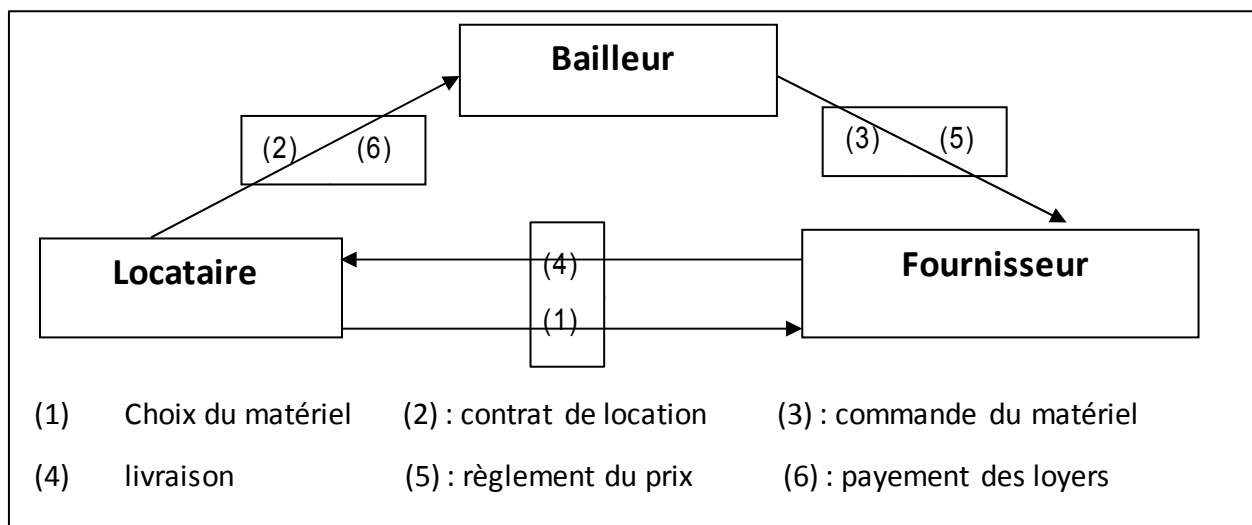 Bailleur
(2) (6)
(3) (5)
Locataire
(4)
Fournisseur
(1)
(1) Choix du matériel (2) : contrat de location (3) : commande du matériel
(4) livraison (5) : règlement du prix (6) : payement des loyers